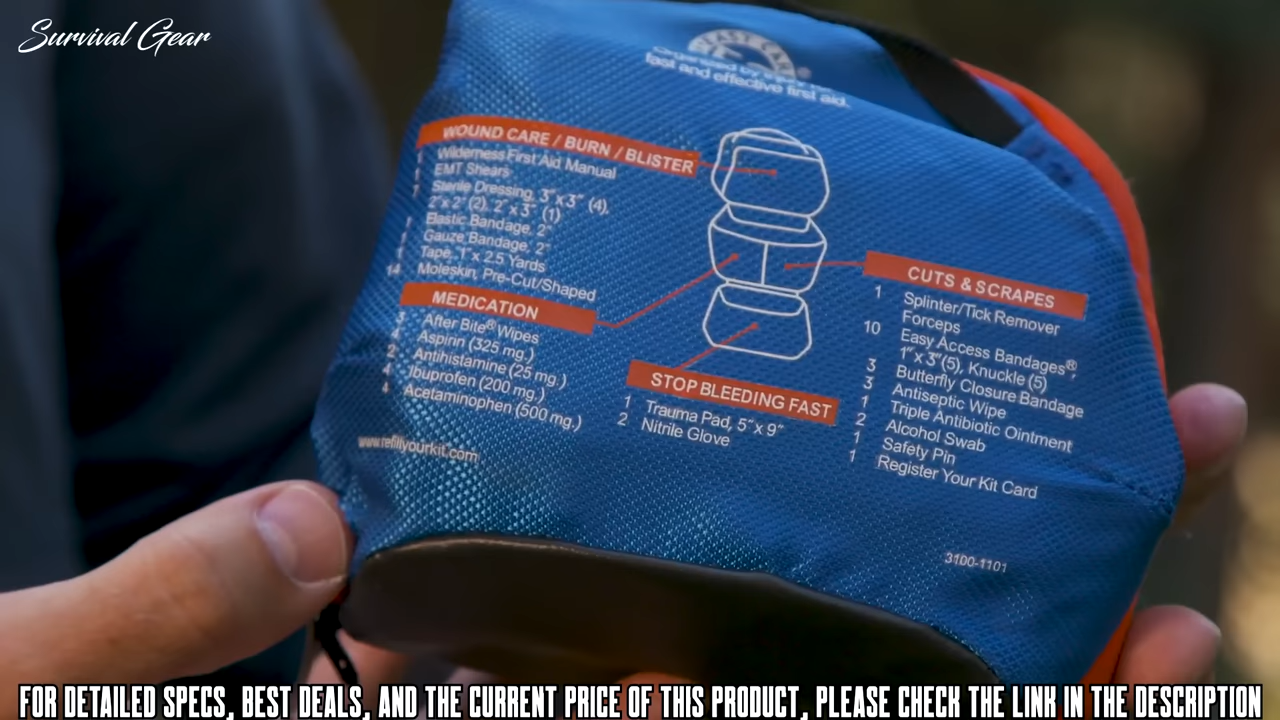 Survival Gear
EASY CARE
fast and effective first aid.
WOUND CARE / BURN / BLISTER
1 Wilderness First Aid Manual
1 EMT Shears
7 Sterile Dressing, 3" x 3" (4),
2" x 2" (2), 2" x 3" (1)
1 Elastic Bandage, 2"
1 Gauze Bandage, 2"
1 Tape, 1" x 2.5 Yards
14 Moleskin, Pre-Cut/Shaped
MEDICATION
After Bite® Wipes
Aspirin (325 mg.)
2 Antihistamine (25 mg.)
4 Ibuprofen (200 mg.)
4 Acetaminophen (500 mg.)
www.refillyourkit.com
STOP BLEEDING FAST
1 Trauma Pad, 5" x 9"
2 Nitrile Glove
CUTS & SCRAPES
1 Splinter/Tick Remover
Forceps
10 Easy Access Bandages®,
1" x 3" (5), Knuckle (5)
3 Butterfly Closure Bandage
3 Antiseptic Wipe
1 Triple Antibiotic Ointment
2 Alcohol Swab
1 Safety Pin
1 Register Your Kit Card
3100-1101
FOR DETAILED SPECS, BEST DEALS, AND THE CURRENT PRICE OF THIS PRODUCT, PLEASE CHECK THE LINK IN THE DESCRIPTION